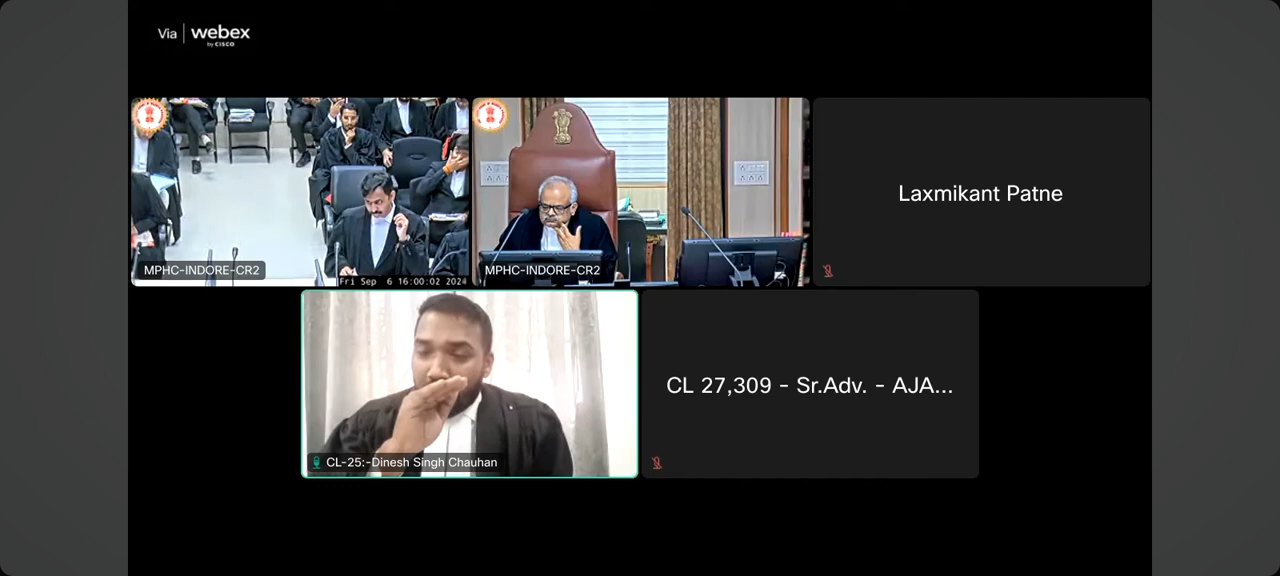 Via | webex
by CISCO
MPHC-INDORE-CR2
Fri Sep 6 16:00:02 2024
MPHC-INDORE-CR2
Laxmikant Patne
CL-25:-Dinesh Singh Chauhan
CL 27,309 - Sr.Adv. - AJA...